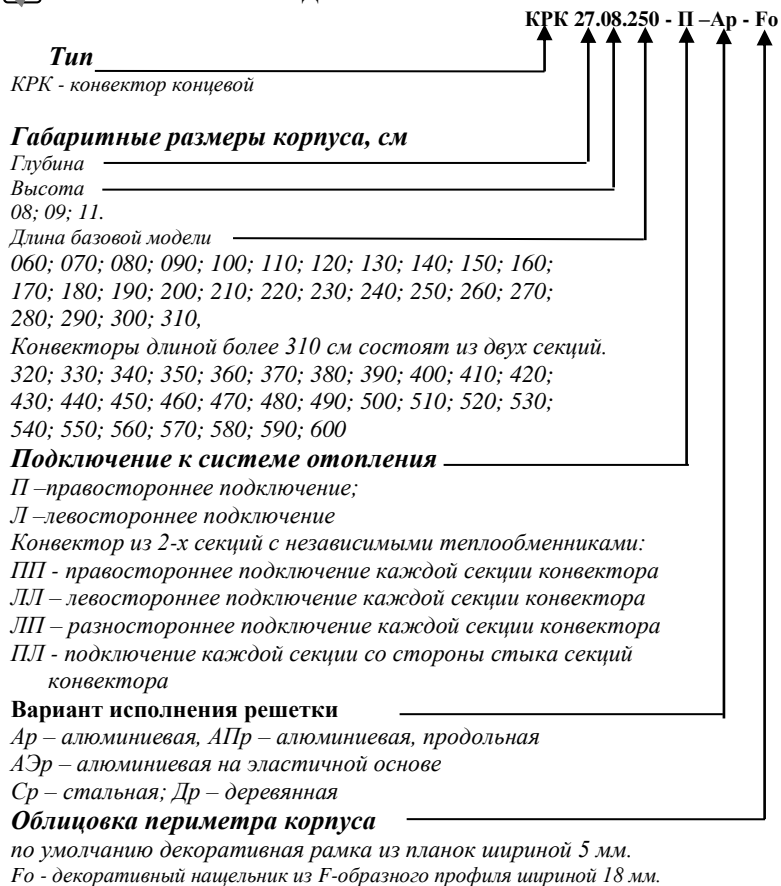 КРК 27.08.250 - П –Ар - Fo
Тип
КРК - конвектор концевой
Габаритные размеры корпуса, см
Глубина
Высота
08; 09; 11.
Длина базовой модели
060; 070; 080; 090; 100; 110; 120; 130; 140; 150; 160;
170; 180; 190; 200; 210; 220; 230; 240; 250; 260; 270;
280; 290; 300; 310,
Конвекторы длиной более 310 см состоят из двух секций.
320; 330; 340; 350; 360; 370; 380; 390; 400; 410; 420;
430; 440; 450; 460; 470; 480; 490; 500; 510; 520; 530;
540; 550; 560; 570; 580; 590; 600
Подключение к системе отопления
П –правостороннее подключение;
Л –левостороннее подключение
Конвектор из 2-х секций с независимыми теплообменниками:
ПП - правостороннее подключение каждой секции конвектора
ЛЛ – левостороннее подключение каждой секции конвектора
ЛП – разностороннее подключение каждой секции конвектора
ПЛ - подключение каждой секции со стороны стыка секций
конвектора
Вариант исполнения решетки
Ар – алюминиевая, АПр – алюминиевая, продольная
АЭр – алюминиевая на эластичной основе
Ср – стальная; Др – деревянная
Облицовка периметра корпуса
по умолчанию декоративная рамка из планок шириной 5 мм.
Fo - декоративный нащельник из F-образного профиля шириной 18 мм.